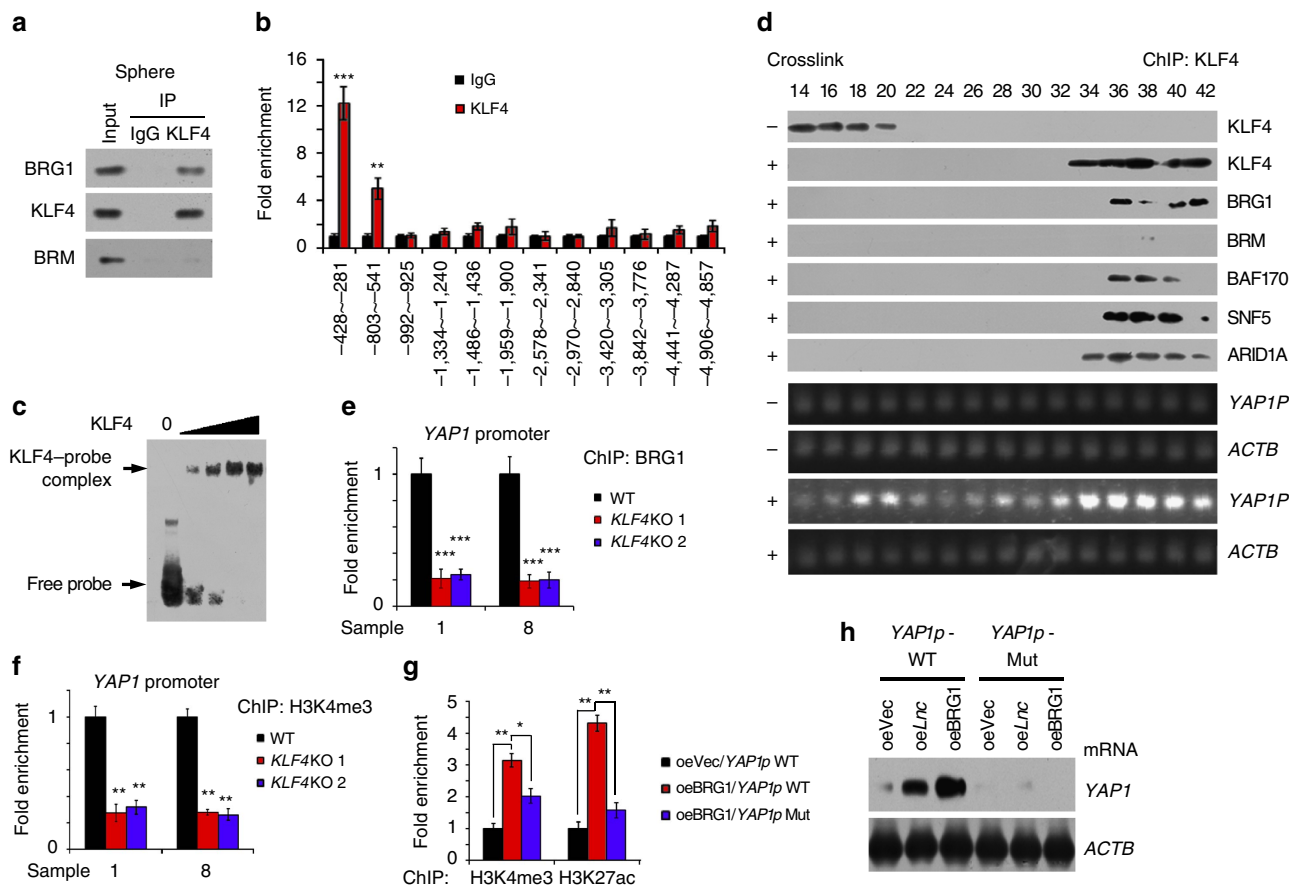 a
Sphere
IP
Input
IgG KLF4
BRG1
KLF4
BRM
b
16
12
8
4
0
Fold enrichment
***
**
IgG
KLF4
–428~–281
–803~–541
–992~–925
–1,334~–1,240
–1,486~–1,436
–1,959~–1,900
–2,578~–2,341
–2,970~–2,840
–3,420~–3,305
–3,842~–3,776
–4,441~–4,287
–4,906~–4,857
c
KLF4 0
KLF4–probe
complex
Free probe
d
Crosslink ChIP: KLF4
14 16 18 20 22 24 26 28 30 32 34 36 38 40 42
– KLF4
+ KLF4
+ BRG1
+ BRM
+ BAF170
+ SNF5
+ ARID1A
– YAP1P
– ACTB
+ YAP1P
+ ACTB
e
YAP1 promoter
ChIP: BRG1
WT
KLF4KO 1
KLF4KO 2
Fold enrichment
1
0
*** ***
*** ***
Sample 1 8
f
YAP1 promoter
ChIP: H3K4me3
WT
KLF4KO 1
KLF4KO 2
Fold enrichment
1
0
** **
** **
Sample 1 8
g
Fold enrichment
5
4
3
2
1
0
** *
** **
oeVec/YAP1p WT
oeBRG1/YAP1p WT
oeBRG1/YAP1p Mut
ChIP: H3K4me3 H3K27ac
h
YAP1p - YAP1p -
WT Mut
oeVec
oeLnc
oeBRG1
oeVec
oeLnc
oeBRG1
mRNA
YAP1
ACTB